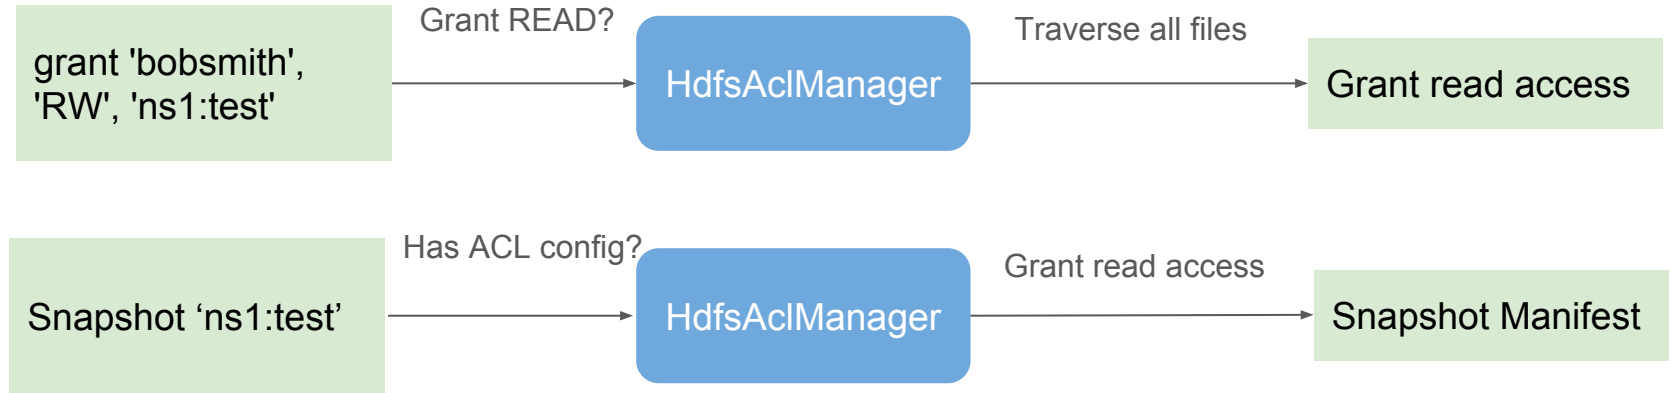 Grant READ?
grant 'bobsmith',
'RW', 'ns1:test'
HdfsAclManager
Traverse all files
Grant read access
Has ACL config?
Snapshot ‘ns1:test’
HdfsAclManager
Grant read access
Snapshot Manifest